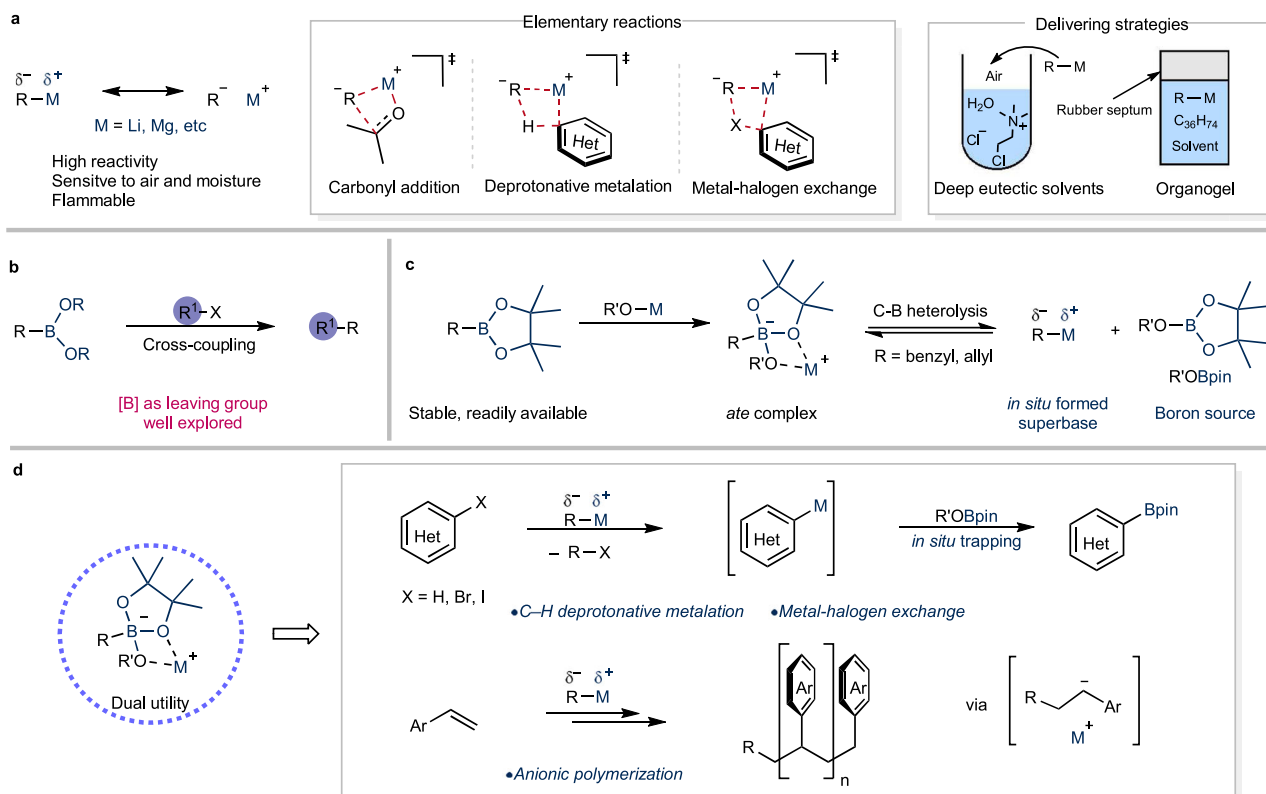 a
Elementary reactions
Delivering strategies
δ⁻ δ⁺
R–M
R⁻ M⁺
M = Li, Mg, etc
High reactivity
Sensitve to air and moisture
Flammable
R⁻ M⁺ O ‡
Carbonyl addition
R⁻ M⁺ H Het ‡
Deprotonative metalation
R⁻ M⁺ X Het ‡
Metal-halogen exchange
Air
R–M
H₂O
N⁺
Cl⁻
Cl
Deep eutectic solvents
Rubber septum
R–M
C₃₆H₇₄
Solvent
Organogel
b
R–B
OR
OR
R¹–X
Cross-coupling
R¹–R
[B] as leaving group
well explored
c
R–B
O
O
Stable, readily available
R'O–M
O
B⁻–O
R
R'O
M⁺
ate complex
C-B heterolysis
R = benzyl, allyl
δ⁻ δ⁺
R–M
+
in situ formed
superbase
R'O–B
O
O
R'OBpin
Boron source
d
O
B⁻–O
R
R'O
M⁺
Dual utility
X
Het
X = H, Br, I
δ⁻ δ⁺
R–M
– R–X
M
Het
R'OBpin
in situ trapping
Bpin
Het
•C–H deprotonative metalation
•Metal-halogen exchange
Ar
δ⁻ δ⁺
R–M
•Anionic polymerization
Ar
Ar
R
n
via
R
–
Ar
M⁺